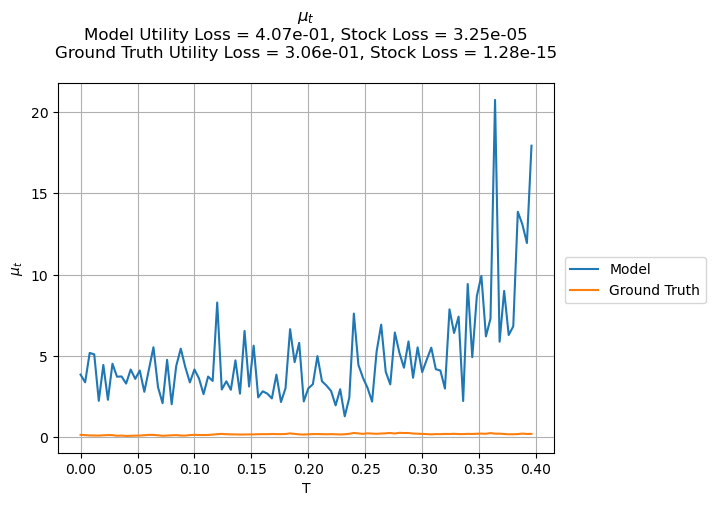 μ_t
Model Utility Loss = 4.07e-01, Stock Loss = 3.25e-05
Ground Truth Utility Loss = 3.06e-01, Stock Loss = 1.28e-15
20
15
10
5
0
μ_t
0.00 0.05 0.10 0.15 0.20 0.25 0.30 0.35 0.40
T
Model
Ground Truth